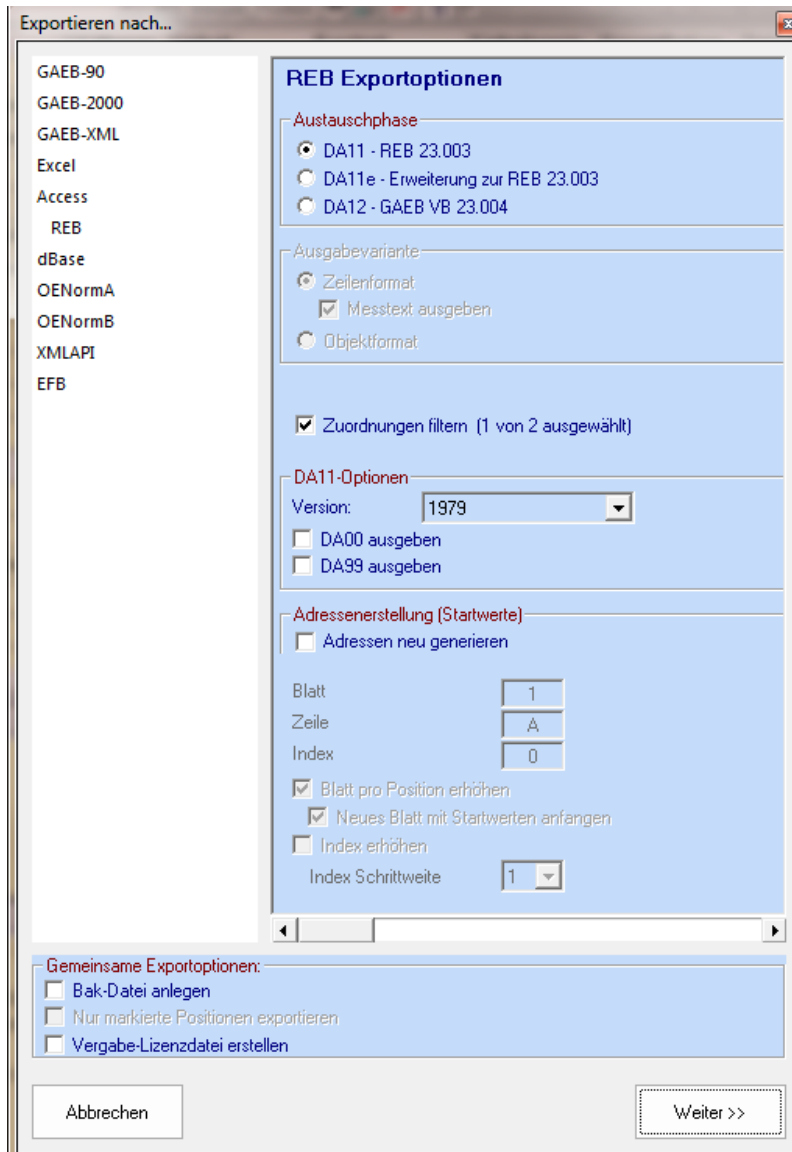 Exportieren nach...
GAEB-90
GAEB-2000
GAEB-XML
Excel
Access
REB
dBase
OENormA
OENormB
XMLAPI
EFB
REB Exportoptionen
Austauschphase
DA11 - REB 23.003
DA11e - Erweiterung zur REB 23.003
DA12 - GAEB VB 23.004
Ausgabevariante
Zeilenformat
Messtext ausgeben
Objektformat
Zuordnungen filtern (1 von 2 ausgewählt)
DA11-Optionen
Version: 1979
DA00 ausgeben
DA99 ausgeben
Adressenerstellung (Startwerte)
Adressen neu generieren
Blatt 1
Zeile A
Index 0
Blatt pro Position erhöhen
Neues Blatt mit Startwerten anfangen
Index erhöhen
Index Schrittweite 1
Gemeinsame Exportoptionen:
Bak-Datei anlegen
Nur markierte Positionen exportieren
Vergabe-Lizenzdatei erstellen
Abbrechen
Weiter >>